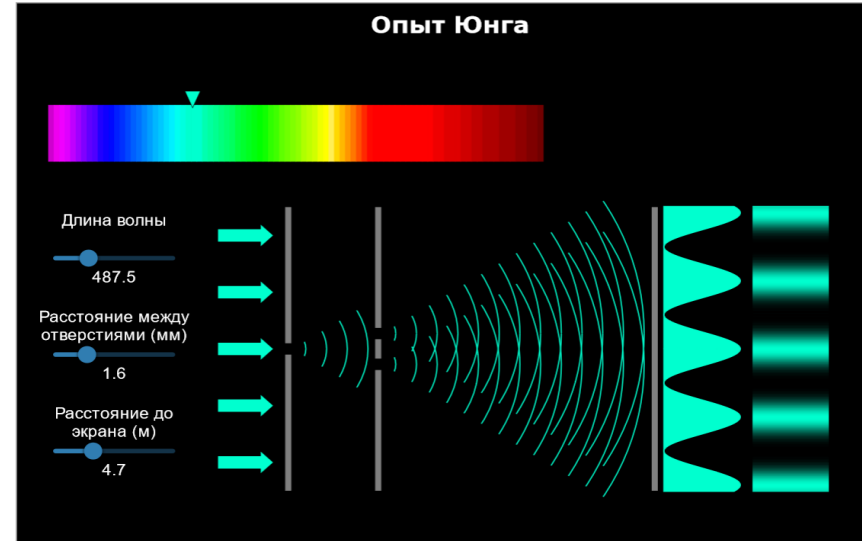 Опыт Юнга
Длина волны
487.5
Расстояние между
отверстиями (мм)
1.6
Расстояние до
экрана (м)
4.7